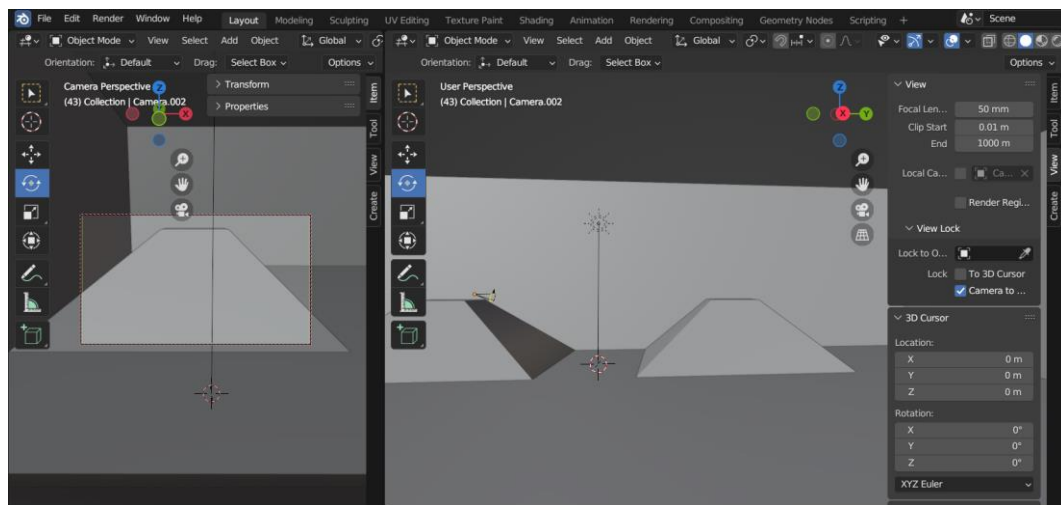 File Edit Render Window Help Layout Modeling Sculpting UV Editing Texture Paint Shading Animation Rendering Compositing Geometry Nodes Scripting + Scene
Object Mode View Select Add Object Global
Orientation: Default Drag: Select Box Options
Camera Perspective
(43) Collection | Camera.002
Z
X
Transform
Properties
Item
Tool
View
Create
Object Mode View Select Add Object Global
Orientation: Default Drag: Select Box Options
User Perspective
(43) Collection | Camera.002
Z
X
Y
View
Focal Len... 50 mm
Clip Start 0.01 m
End 1000 m
Local Ca... Ca...
Render Regi...
View Lock
Lock to O...
Lock To 3D Cursor
Camera to ...
3D Cursor
Location:
X 0 m
Y 0 m
Z 0 m
Rotation:
X 0°
Y 0°
Z 0°
XYZ Euler
Item
Tool
View
Create